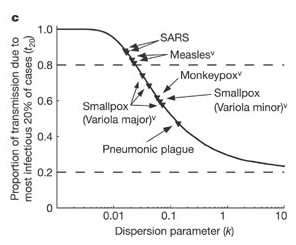 c
Proportion of transmission due to
most infectious 20% of cases (t20)
1.0
0.8
0.6
0.4
0.2
0
SARS
Measlesv
Monkeypoxv
Smallpox
(Variola major)v
Smallpox
(Variola minor)v
Pneumonic plague
0.01
0.1
1
10
Dispersion parameter (k)